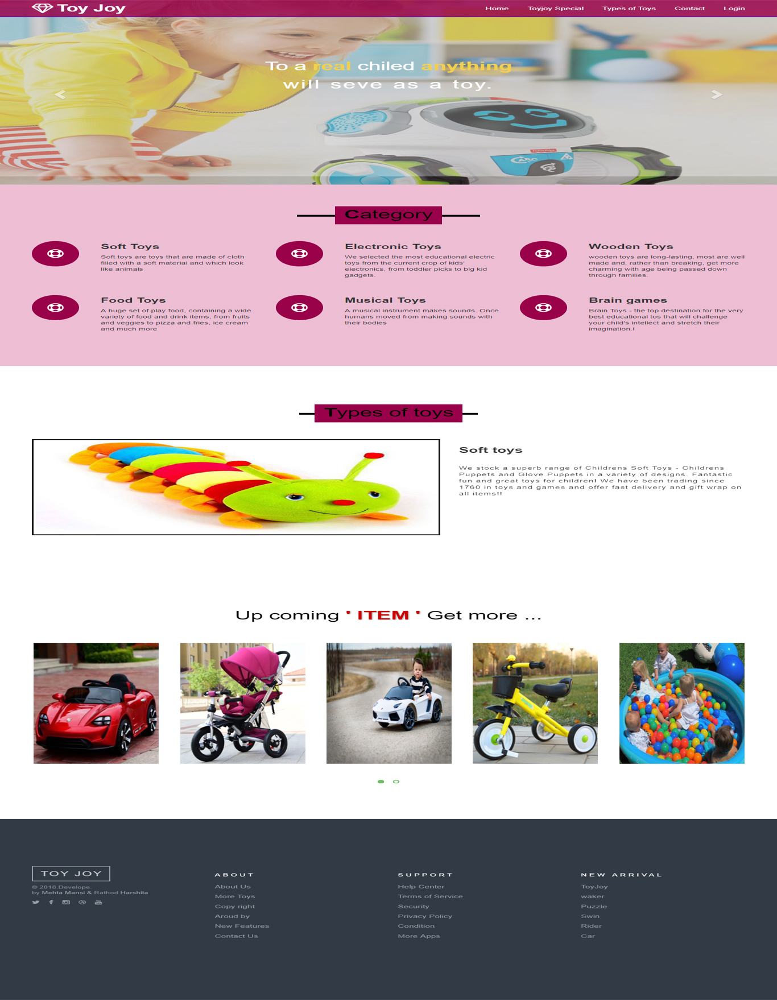 Toy Joy
Home Toyjoy Special Types of Toys Contact Login
To a real chiled anything
will seve as a toy.
ABC
Category
Soft Toys
Soft toys are toys that are made of cloth
filled with a soft material and which look
like animals
Electronic Toys
We selected the most educational electric
toys from the current crop of kids'
electronics, from toddler picks to big kid
gadgets.
Wooden Toys
wooden toys are long-lasting, most are well
made and, rather than breaking, get more
charming with age being passed down
through families.
Food Toys
A huge set of play food, containing a wide
variety of food and drink items, from fruits
and veggies to pizza and fries, ice cream
and much more
Musical Toys
A musical instrument makes sounds. Once
humans moved from making sounds with
their bodies
Brain games
Brain Toys - the top destination for the very
best educational tos that will challenge
your child's intellect and stretch their
imagination.!
Types of toys
Soft toys
We stock a superb range of Childrens Soft Toys - Childrens
Puppets and Glove Puppets in a variety of designs. Fantastic
fun and great toys for children! We have been trading since
1760 in toys and games and offer fast delivery and gift wrap on
all items!!
Up coming ' ITEM ' Get more ...
TOY JOY
© 2018.Develope.
by Mehta Mansi & Rathod Harshita
ABOUT
About Us
More Toys
Copy right
Aroud by
New Features
Contact Us
SUPPORT
Help Center
Terms of Service
Security
Privacy Policy
Condition
More Apps
NEW ARRIVAL
ToyJoy
waker
Puzzle
Swin
Rider
Car